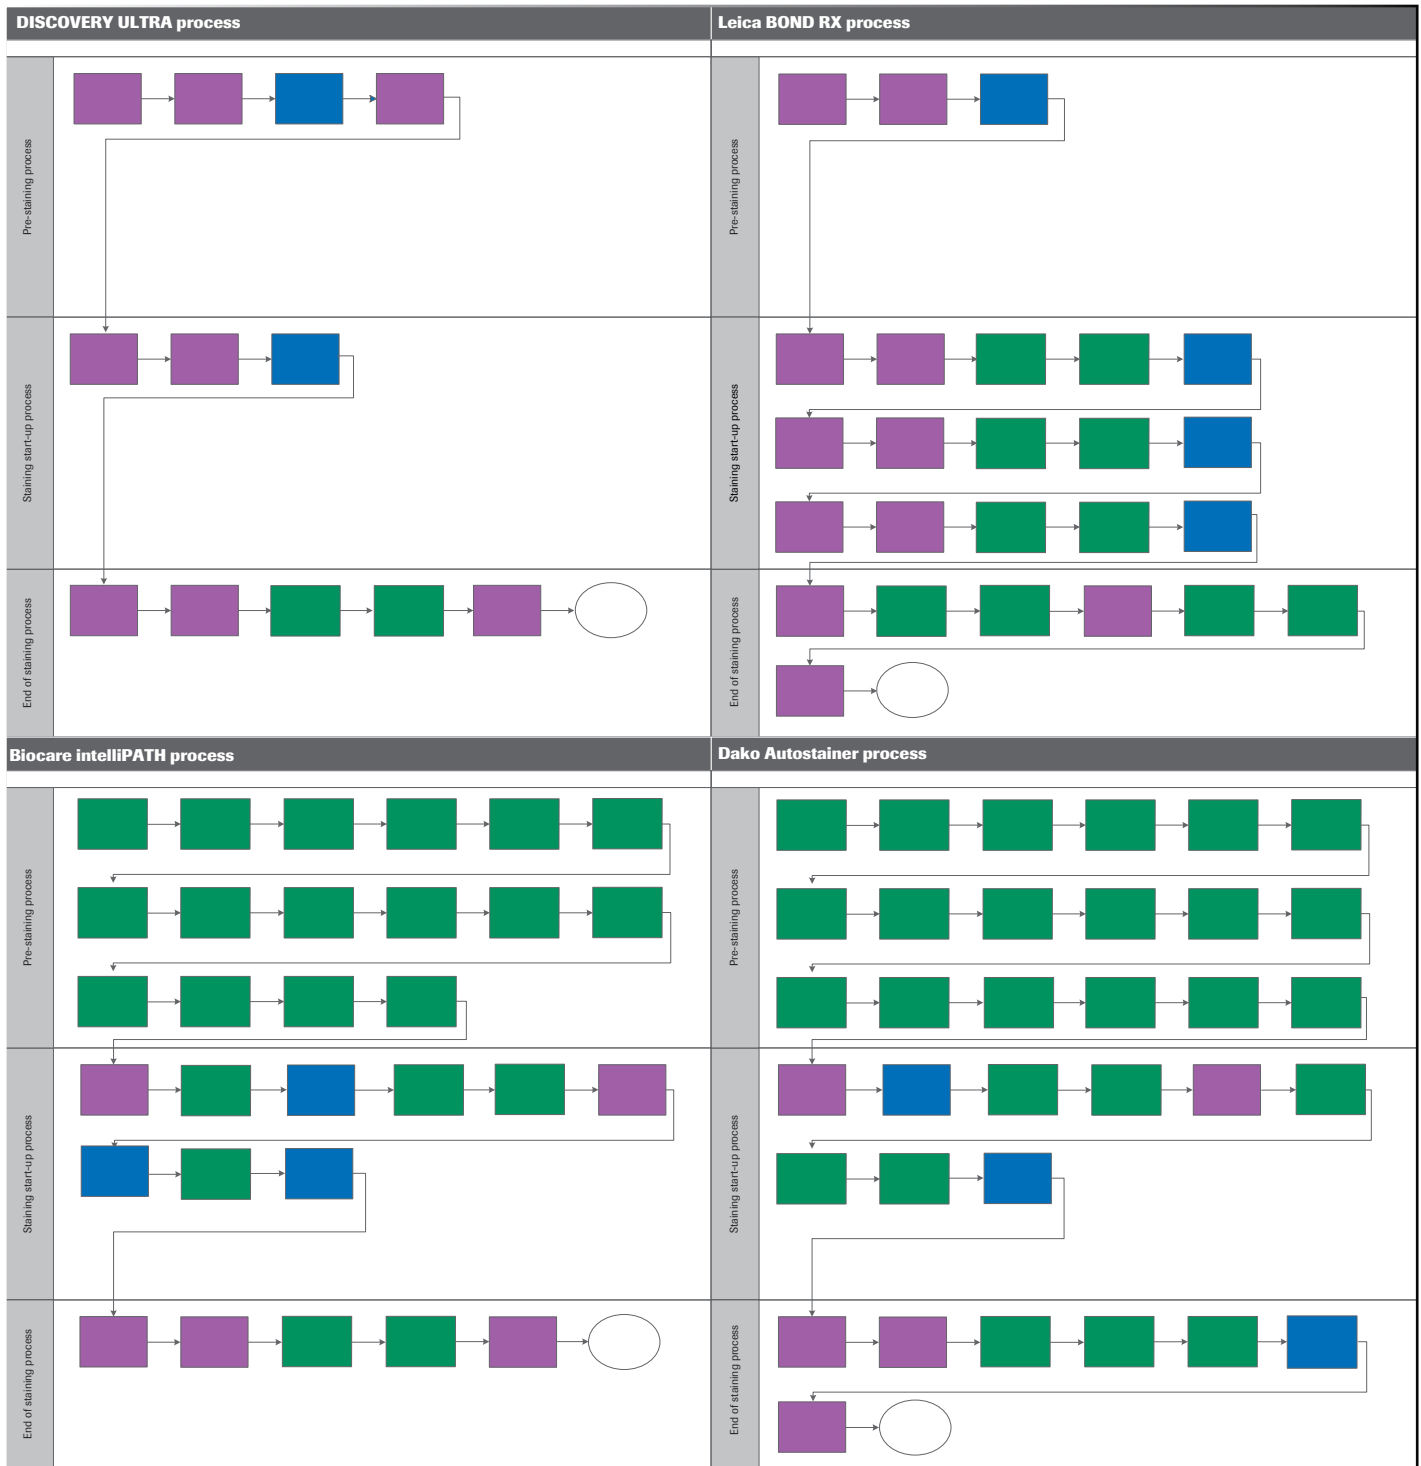 DISCOVERY ULTRA process
Leica BOND RX process
Pre-staining process
Pre-staining process
Staining start-up process
Staining start-up process
End of staining process
End of staining process
Biocare intelliPATH process
Dako Autostainer process
Pre-staining process
Pre-staining process
Staining start-up process
Staining start-up process
End of staining process
End of staining process